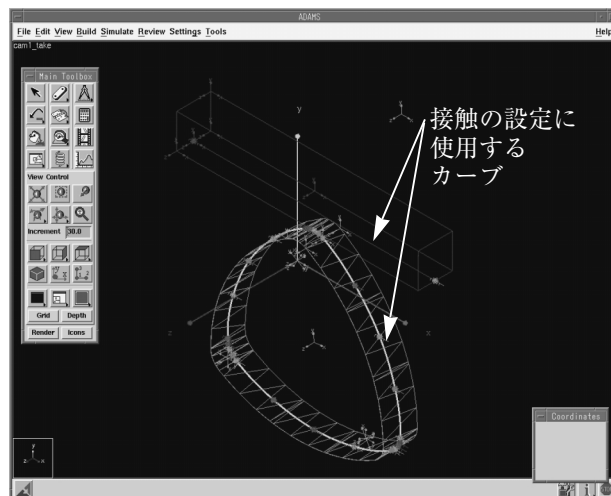 ADAMS
File Edit View Build Simulate Review Settings Tools Help
cam1_take
Main Toolbox
View Control
Increment 30.0
Grid Depth
Render Icons
接触の設定に
使用する
カーブ
y
z
x
Coordinates
y
z x